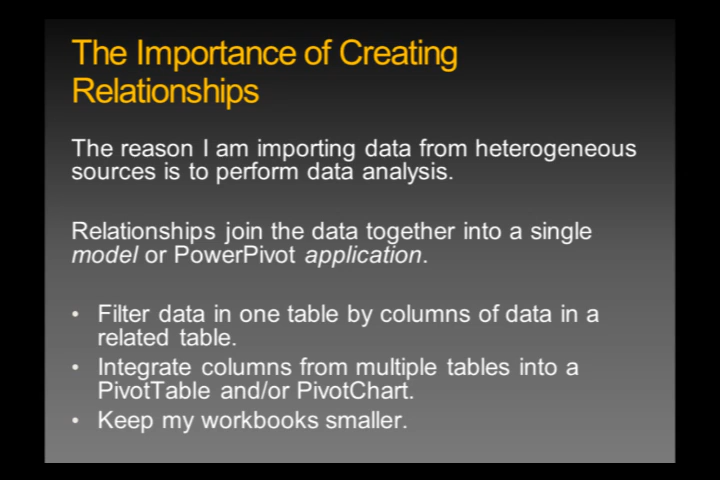 The Importance of Creating
Relationships
The reason I am importing data from heterogeneous
sources is to perform data analysis.
Relationships join the data together into a single
model or PowerPivot application.
• Filter data in one table by columns of data in a
related table.
• Integrate columns from multiple tables into a
PivotTable and/or PivotChart.
• Keep my workbooks smaller.